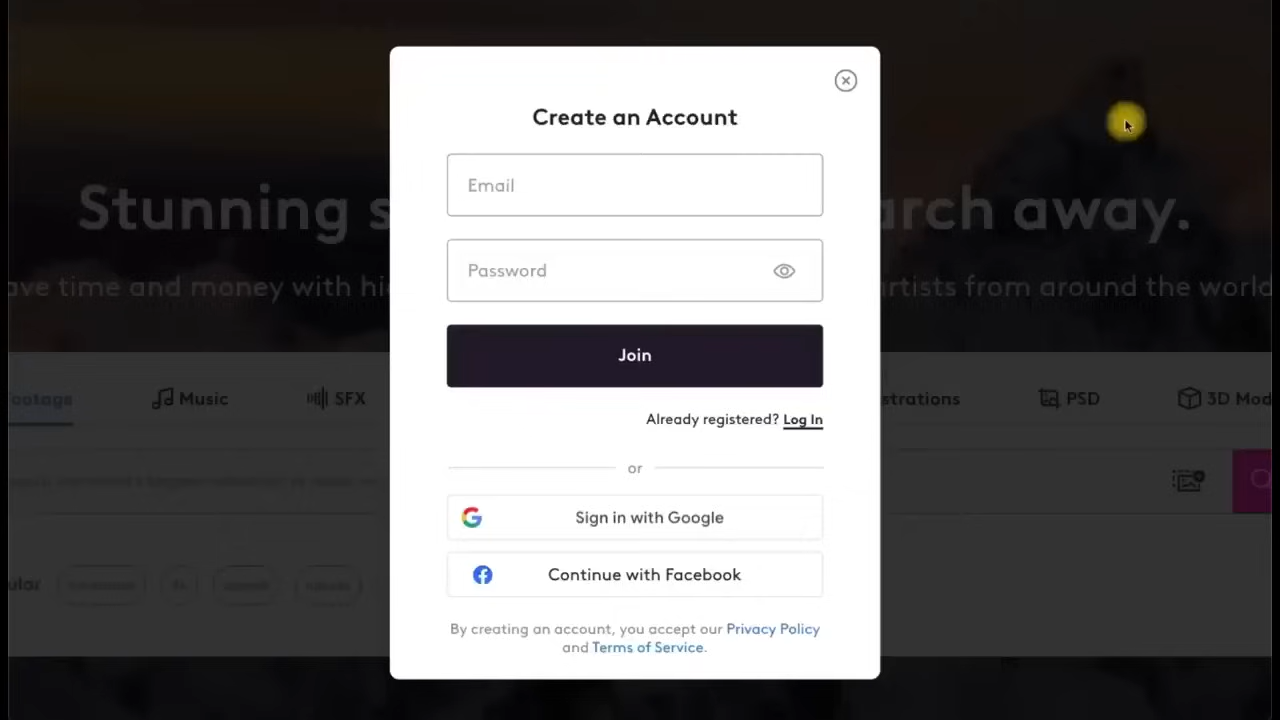 Create an Account
Email
Stunning s
arch away.
Password
ave time and money with hi
artists from around the world
Join
ootage
Music
SFX
strations
PSD
3D Mod
Already registered? Log In
or
Sign in with Google
Continue with Facebook
ular
By creating an account, you accept our Privacy Policy
and Terms of Service.